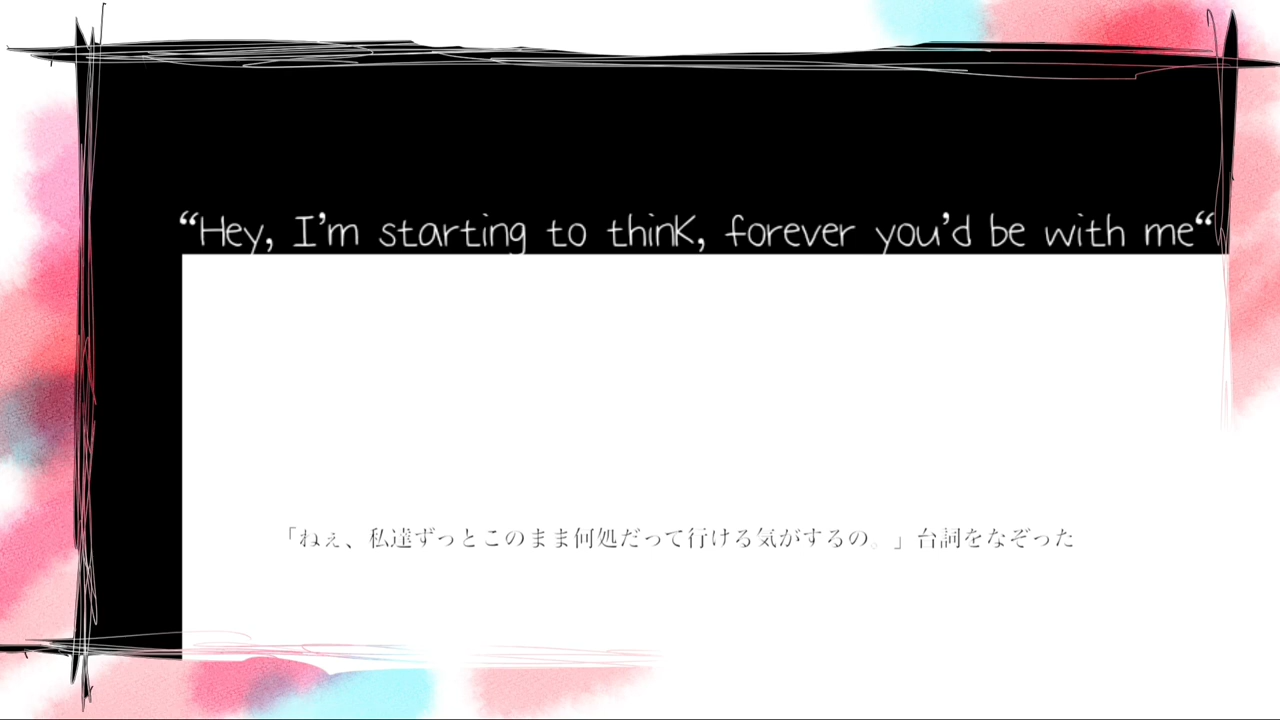 “Hey, I’m starting to think, forever you’d be with me“
「ねぇ、私達ずっとこのまま何処だって行ける気がするの。」台詞をなぞった